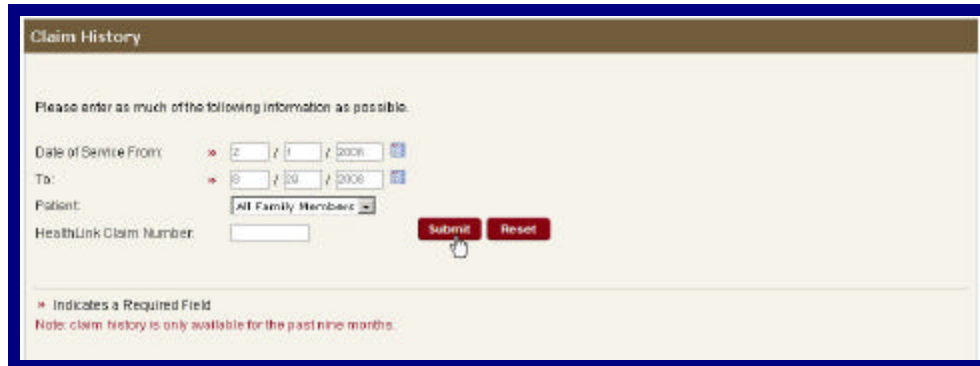 Claim History
Please enter as much of the following information as possible.
Date of Service From: » 2 / 1 / 2008
To: » 8 / 29 / 2008
Patient: All Family Members
HealthLink Claim Number:
Submit Reset
» Indicates a Required Field
Note: claim history is only available for the past nine months.